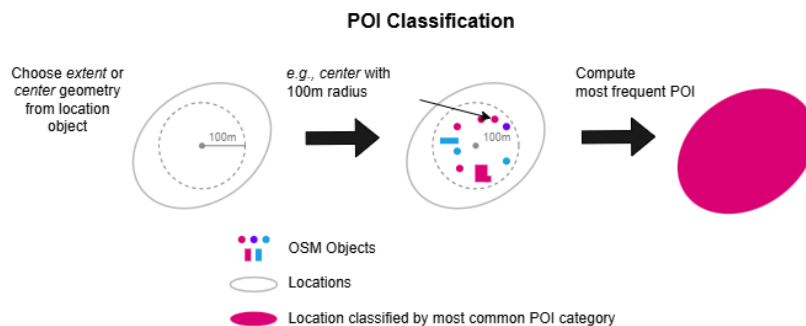 POI Classification
Choose extent or
center geometry
from location
object
100m
e.g., center with
100m radius
100m
Compute
most frequent POI
OSM Objects
Locations
Location classified by most common POI category